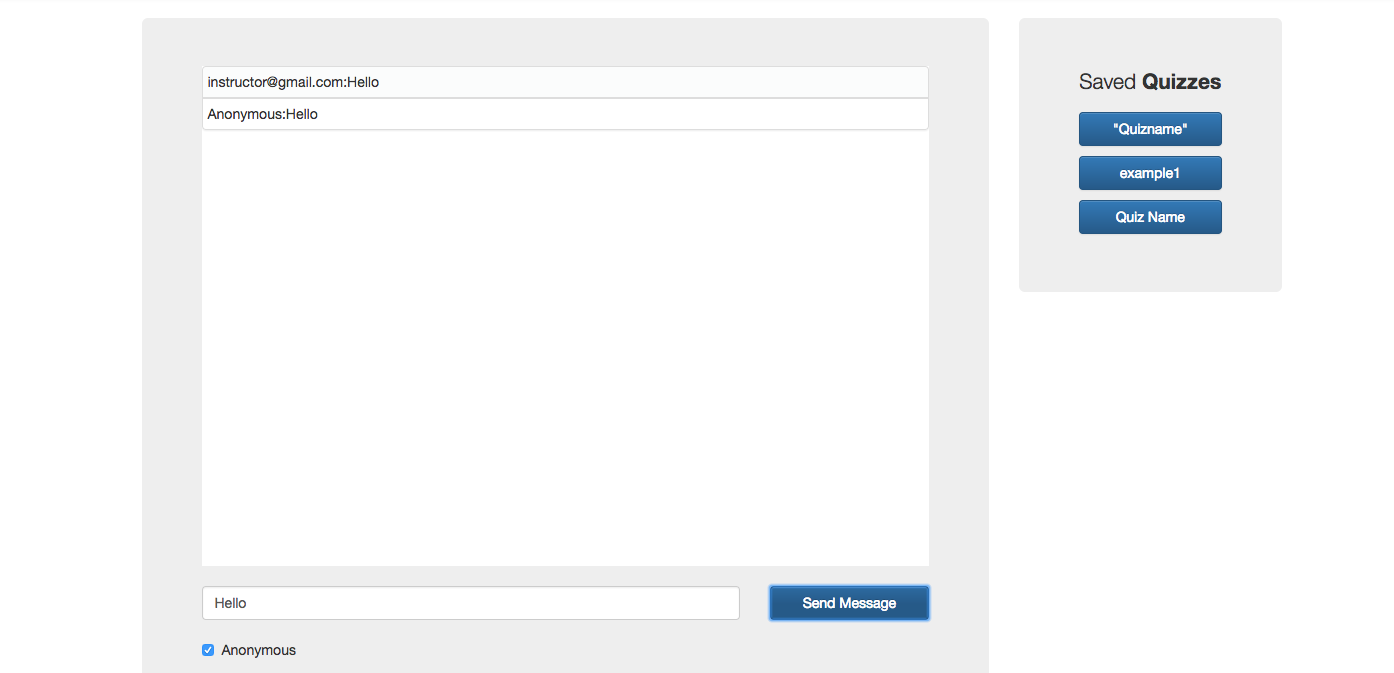 instructor@gmail.com:Hello
Anonymous:Hello
Hello
Send Message
Anonymous
Saved Quizzes
"Quizname"
example1
Quiz Name